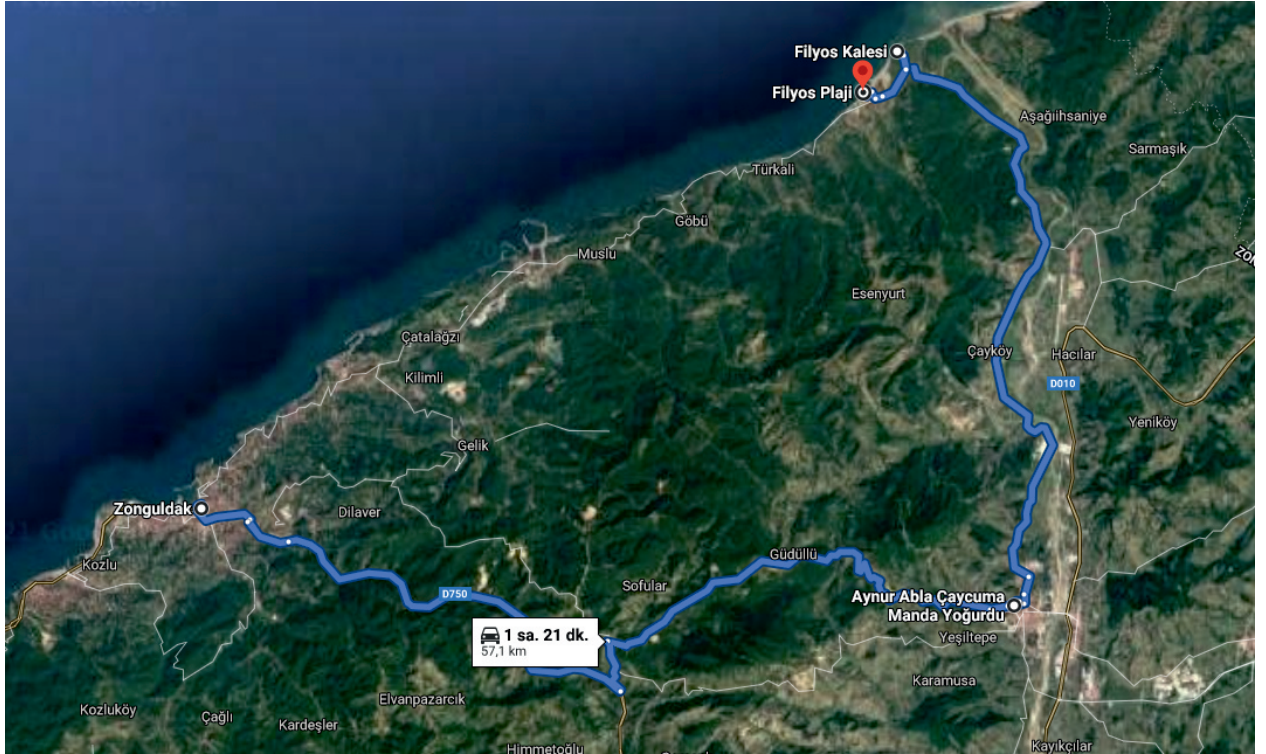 Filyos Kalesi
Filyos Plaji
Aşağıihsaniye
Sarmaşık
Türkali
Göbü
Muslu
Esenyurt
Çatalağzı
Çayköy
Hacılar
Kilimli
D010
Yeniköy
Gelik
Zonguldak
Dilaver
Kozlu
Güdüllü
Sofular
D750
Aynur Abla Çaycuma
Manda Yoğurdu
1 sa. 21 dk.
57,1 km
Yeşiltepe
Karamusa
Elvanpazarcık
Kozluköy
Çağlı
Kardeşler
Himmetoğlu
Kayıkçılar